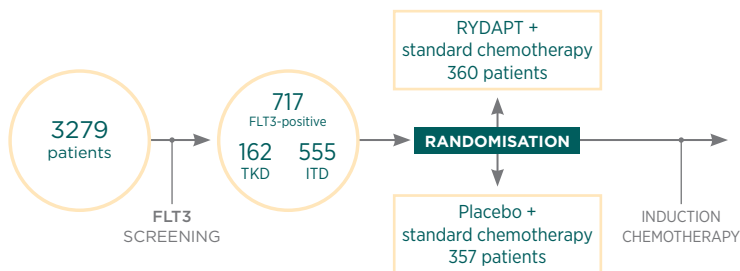 3279
patients
FLT3
SCREENING
717
FLT3-positive
162 555
TKD ITD
RYDAPT +
standard chemotherapy
360 patients
RANDOMISATION
Placebo +
standard chemotherapy
357 patients
INDUCTION
CHEMOTHERAPY